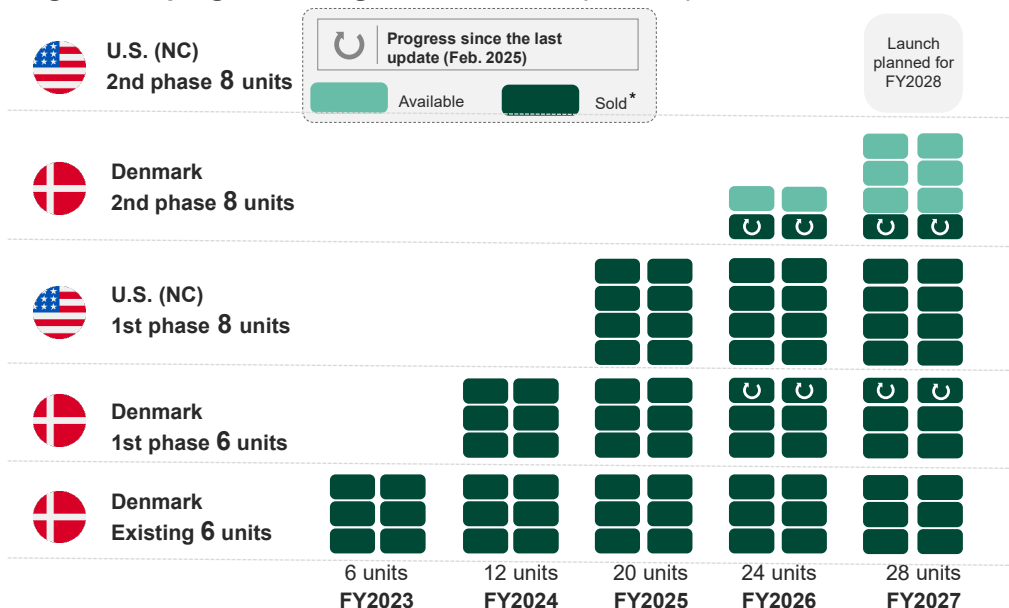 Progress since the last
update (Feb. 2025)
Available
Sold*
U.S. (NC)
2nd phase 8 units
Launch
planned for
FY2028
Denmark
2nd phase 8 units
U.S. (NC)
1st phase 8 units
Denmark
1st phase 6 units
Denmark
Existing 6 units
6 units
12 units
20 units
24 units
28 units
FY2023
FY2024
FY2025
FY2026
FY2027